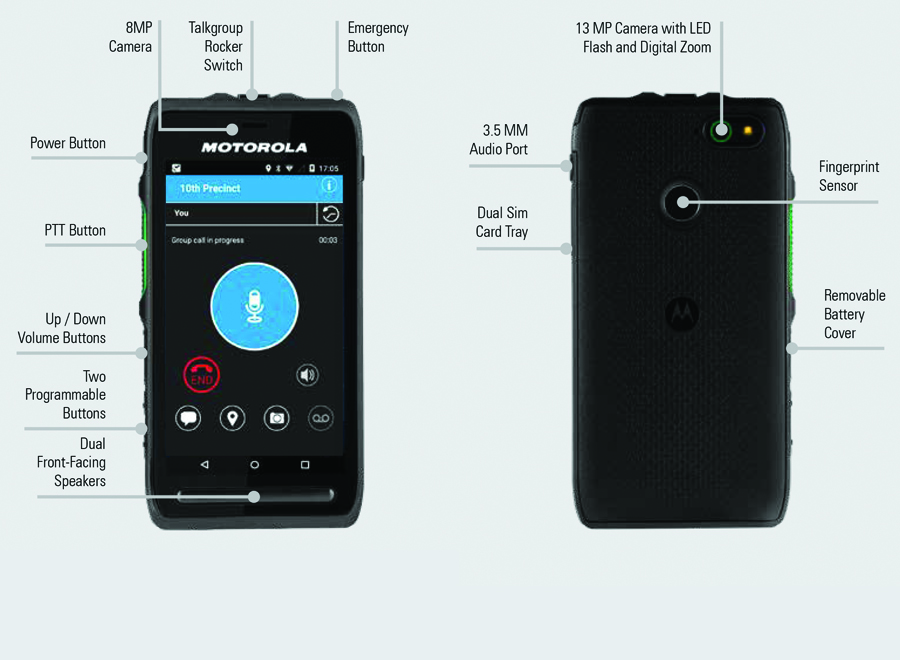 8MP
Camera
Talkgroup
Rocker
Switch
Emergency
Button
Power Button
PTT Button
Up / Down
Volume Buttons
Two
Programmable
Buttons
Dual
Front-Facing
Speakers
MOTOROLA
17:05
10th Precinct
You
Group call in progress 00:03
END
13 MP Camera with LED
Flash and Digital Zoom
3.5 MM
Audio Port
Dual Sim
Card Tray
Fingerprint
Sensor
Removable
Battery
Cover